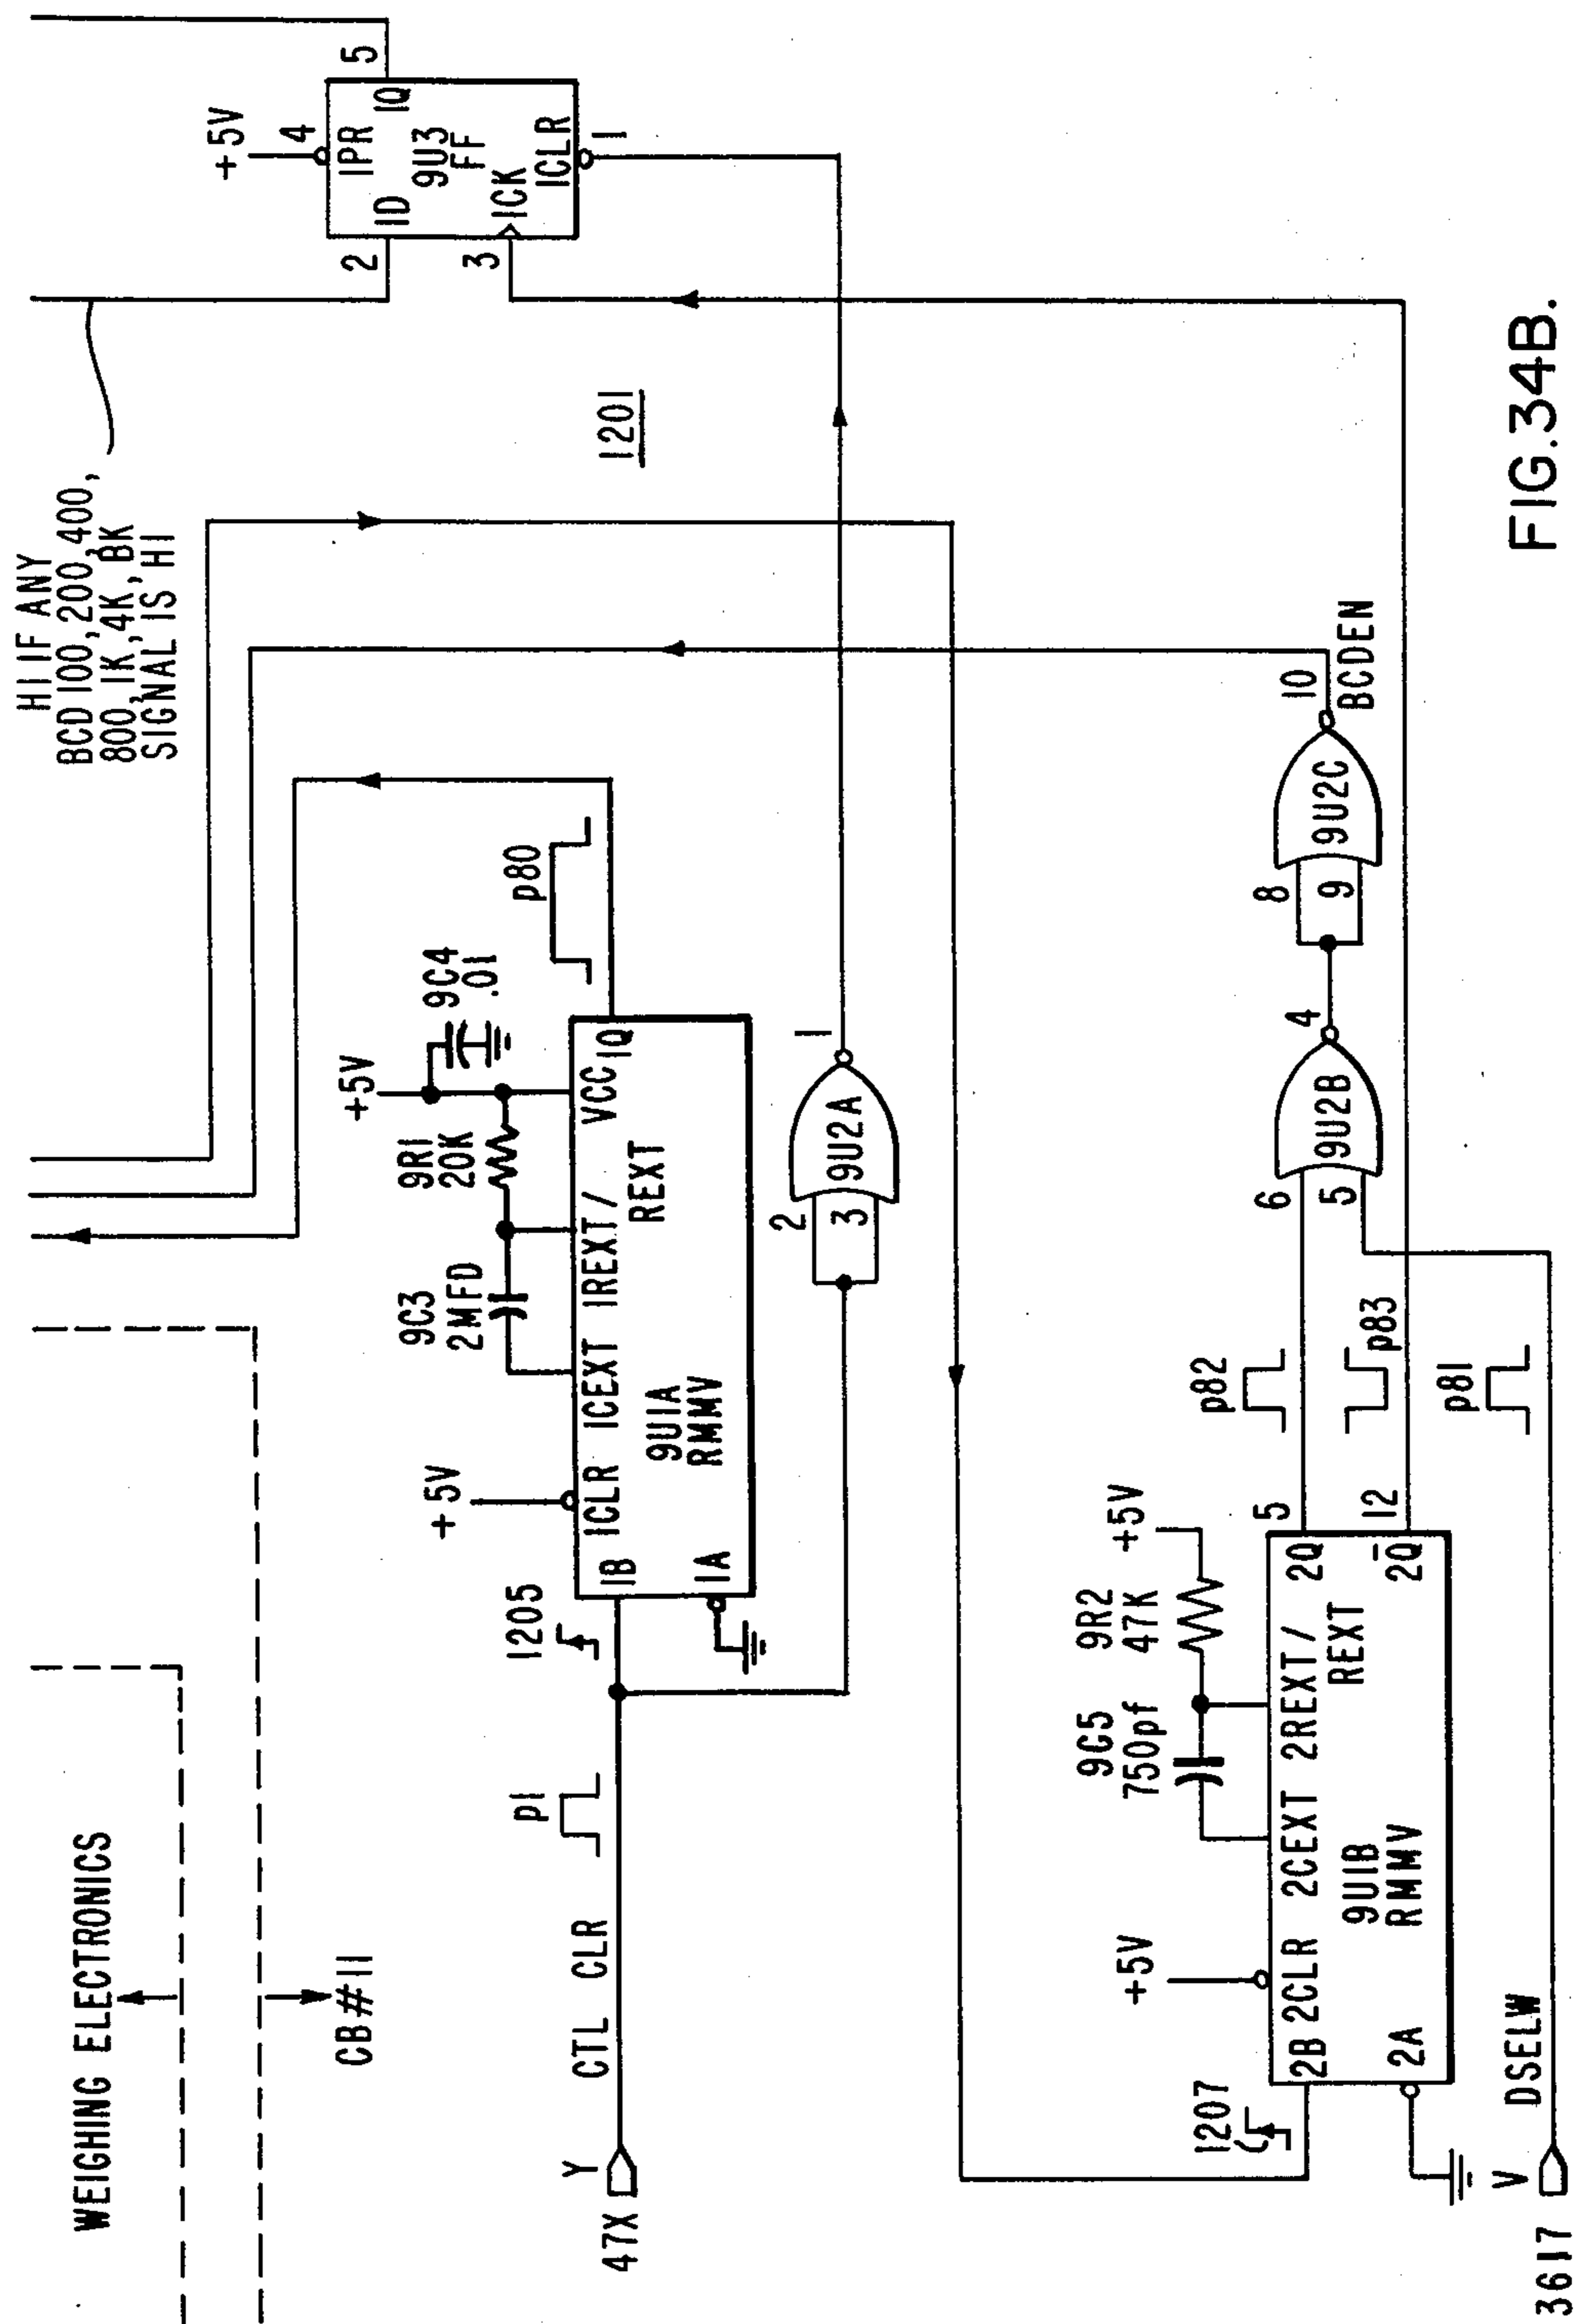 WEIGHING ELECTRONICS
CB#11
HI IF ANY
BCD 100, 200, 400,
800, 1K, 4K, BK
SIGNAL IS HI
+5V
4
1PR
2
1D
9U3
FF
1Q
5
3
1CK
1CLR
1
1201
47X
Y
CTL CLR
p1
1205
+5V
9C3
2MFD
9R1
20K
+5V
9C4
.01
1B
1CLR
1CEXT
1REXT/
REXT
VCC
1Q
1A
9U1A
RMMV
p80
2
3
9U2A
1
1207
+5V
9C5
750pf
9R2
47K
+5V
2B
2CLR
2CEXT
2REXT/
REXT
2Q
5
2A
9U1B
RMMV
2Q̅
12
p82
p83
p81
6
5
9U2B
4
8
9
9U2C
10
BCDEN
3617
V
DSELW
FIG.34B.